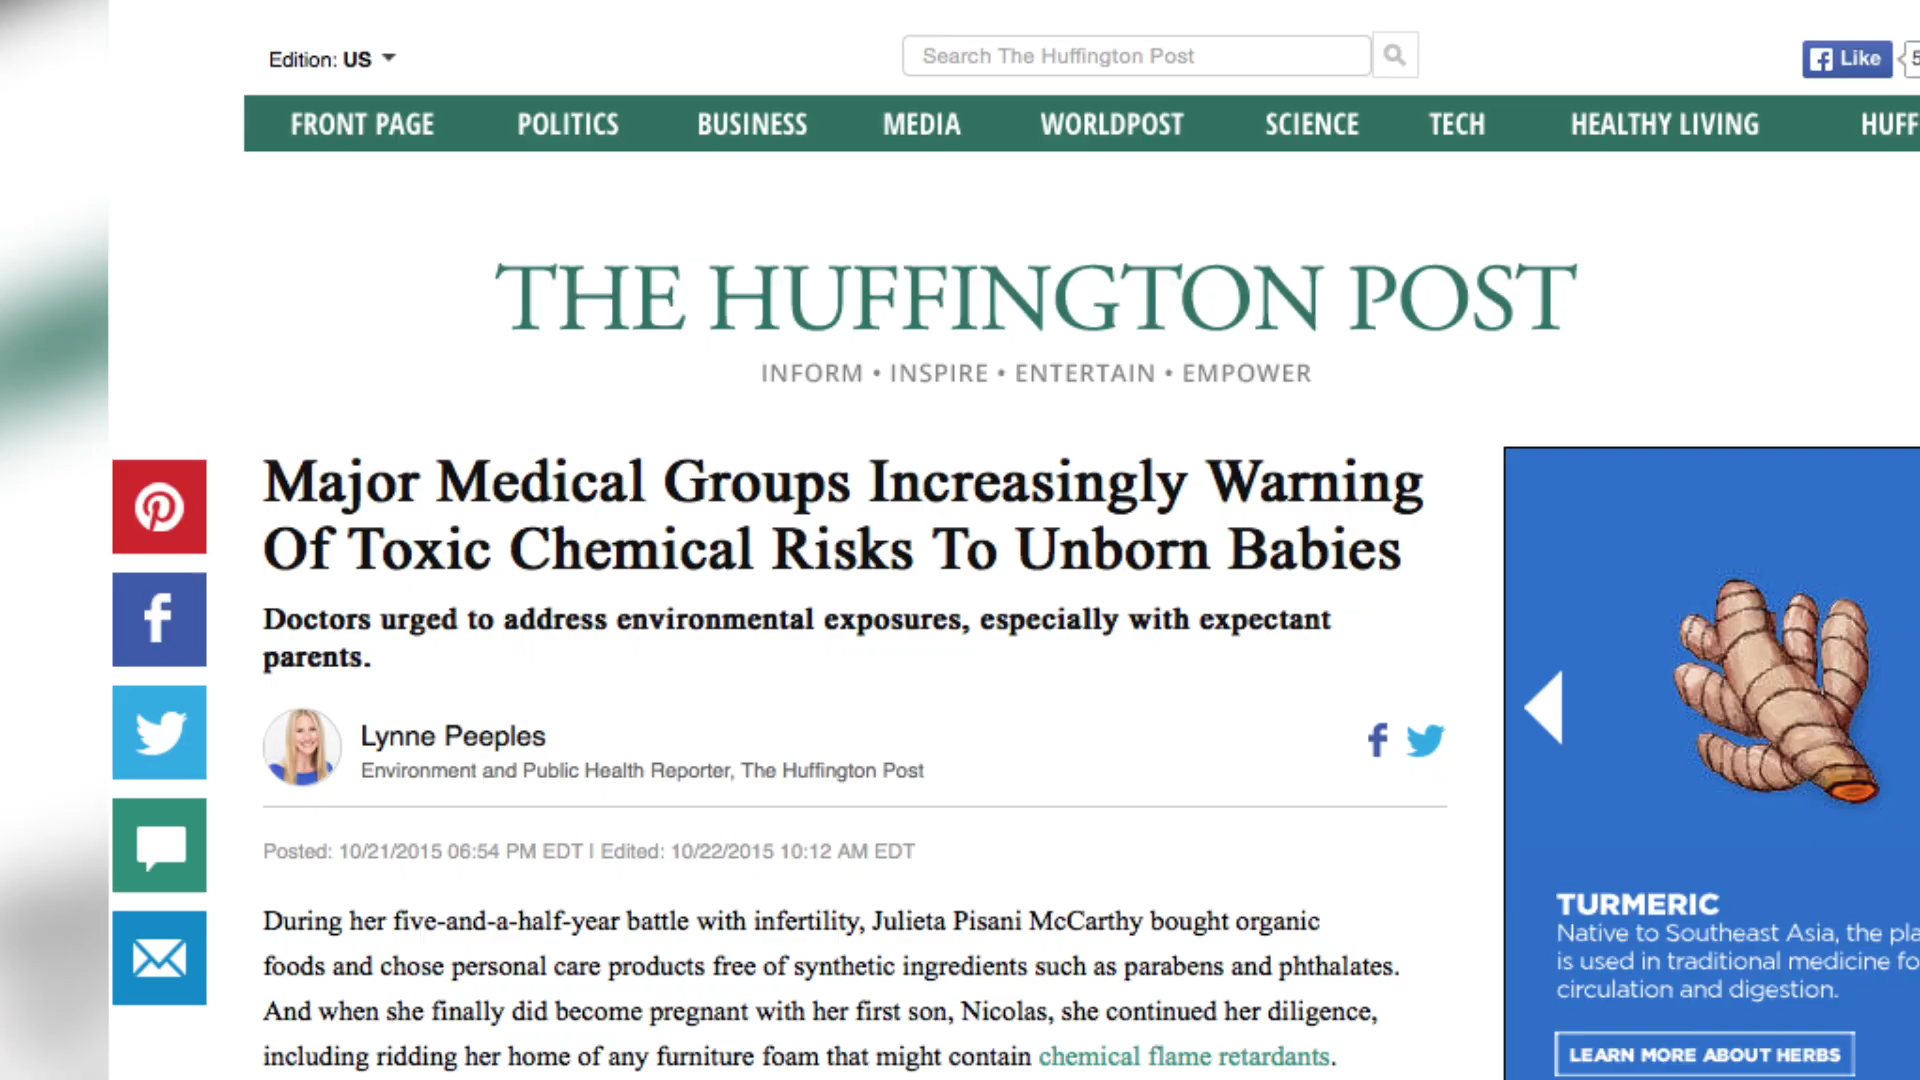 Edition: US
Search The Huffington Post
Like
FRONT PAGE POLITICS BUSINESS MEDIA WORLDPOST SCIENCE TECH HEALTHY LIVING HUFF
THE HUFFINGTON POST
INFORM • INSPIRE • ENTERTAIN • EMPOWER
Major Medical Groups Increasingly Warning
Of Toxic Chemical Risks To Unborn Babies
Doctors urged to address environmental exposures, especially with expectant
parents.
Lynne Peeples
Environment and Public Health Reporter, The Huffington Post
Posted: 10/21/2015 06:54 PM EDT | Edited: 10/22/2015 10:12 AM EDT
During her five-and-a-half-year battle with infertility, Julieta Pisani McCarthy bought organic
foods and chose personal care products free of synthetic ingredients such as parabens and phthalates.
And when she finally did become pregnant with her first son, Nicolas, she continued her diligence,
including ridding her home of any furniture foam that might contain chemical flame retardants.
TURMERIC
Native to Southeast Asia, the pla
is used in traditional medicine fo
circulation and digestion.
LEARN MORE ABOUT HERBS